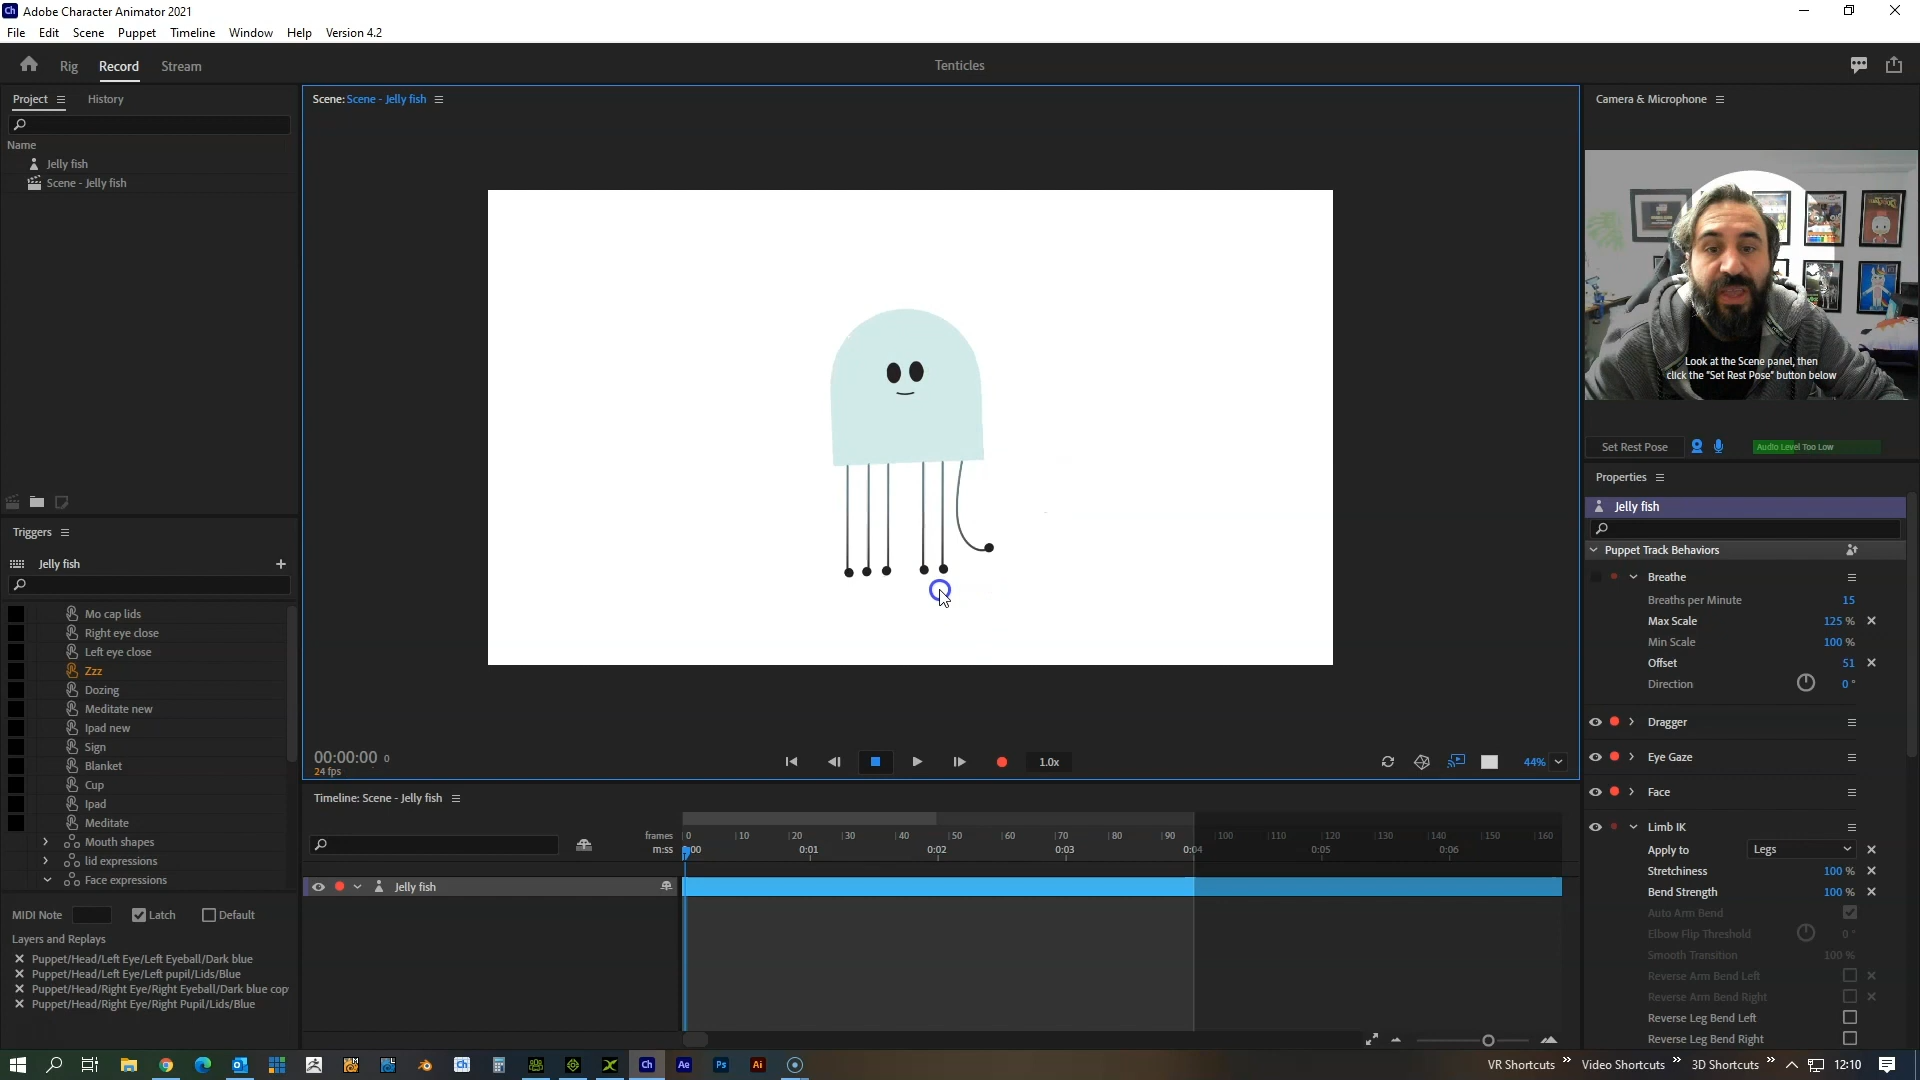 Adobe Character Animator 2021
File Edit Scene Puppet Timeline Window Help Version 4.2
Rig Record Stream
Tenticles
Project History
Name
Jelly fish
Scene - Jelly fish
Triggers
Jelly fish
Mo cap lids
Right eye close
Left eye close
Zzz
Dozing
Meditate new
Ipad new
Sign
Blanket
Cup
Ipad
Meditate
Mouth shapes
lid expressions
Face expressions
MIDI Note Latch Default
Layers and Replays
Puppet/Head/Left Eye/Left Eyeball/Dark blue
Puppet/Head/Left Eye/Left pupil/Lids/Blue
Puppet/Head/Right Eye/Right Eyeball/Dark blue cop
Puppet/Head/Right Eye/Right Pupil/Lids/Blue
Scene: Scene - Jelly fish
00:00:00 0
24 fps
1.0x
44%
Timeline: Scene - Jelly fish
frames 0 10 20 30 40 50 60 70 80 90 100 110 120 130 140 150 160
m:ss 0:00 0:01 0:02 0:03 0:04 0:05 0:06
Jelly fish
Camera & Microphone
Look at the Scene panel, then
click the "Set Rest Pose" button below
Set Rest Pose Audio Level Too Low
Properties
Jelly fish
Puppet Track Behaviors
Breathe
Breaths per Minute 15
Max Scale 125 %
Min Scale 100 %
Offset 51
Direction 0 °
Dragger
Eye Gaze
Face
Limb IK
Apply to Legs
Stretchiness 100 %
Bend Strength 100 %
Auto Arm Bend
Elbow Flip Threshold 0 °
Smooth Transition 100 %
Reverse Arm Bend Left
Reverse Arm Bend Right
Reverse Leg Bend Left
Reverse Leg Bend Right
VR Shortcuts Video Shortcuts 3D Shortcuts 12:10